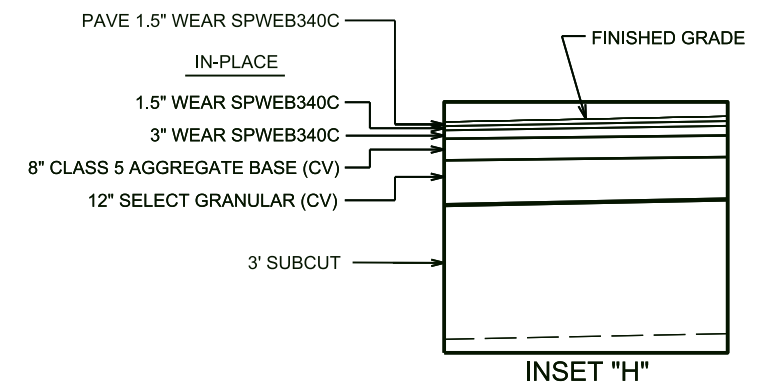 PAVE 1.5" WEAR SPWEB340C
FINISHED GRADE
IN-PLACE
1.5" WEAR SPWEB340C
3" WEAR SPWEB340C
8" CLASS 5 AGGREGATE BASE (CV)
12" SELECT GRANULAR (CV)
3' SUBCUT
INSET "H"